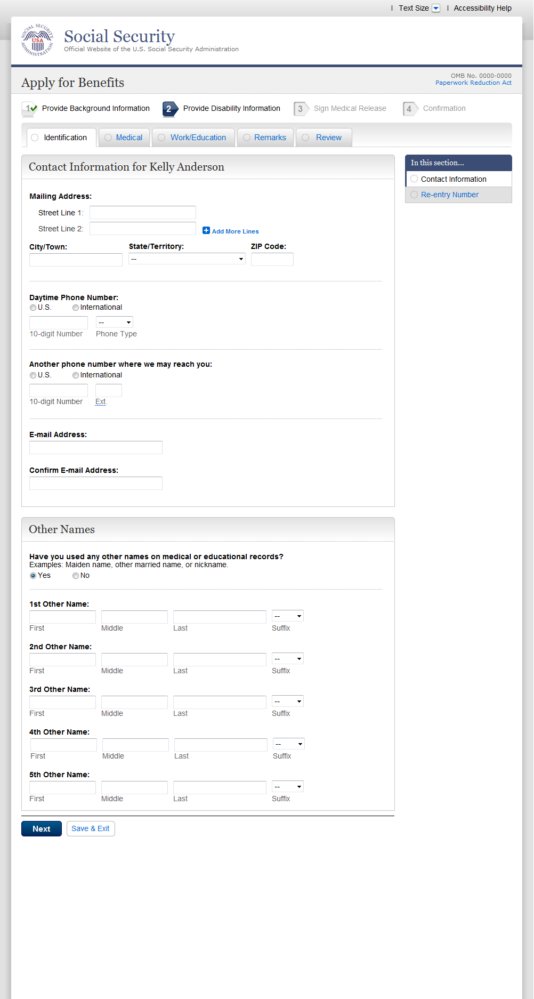 Text Size
Accessibility Help
SOCIAL SECURITY ADMINISTRATION
USA
Social Security
Official Website of the U.S. Social Security Administration
Apply for Benefits
OMB No. 0000-0000
Paperwork Reduction Act
1 Provide Background Information
2 Provide Disability Information
3 Sign Medical Release
4 Confirmation
Identification
Medical
Work/Education
Remarks
Review
Contact Information for Kelly Anderson
In this section...
Contact Information
Re-entry Number
Mailing Address:
Street Line 1:
Street Line 2:
Add More Lines
City/Town:
State/Territory:
ZIP Code:
--
Daytime Phone Number:
U.S.
International
--
10-digit Number
Phone Type
Another phone number where we may reach you:
U.S.
International
10-digit Number
Ext.
E-mail Address:
Confirm E-mail Address:
Other Names
Have you used any other names on medical or educational records?
Examples: Maiden name, other married name, or nickname.
Yes
No
1st Other Name:
--
First
Middle
Last
Suffix
2nd Other Name:
--
First
Middle
Last
Suffix
3rd Other Name:
--
First
Middle
Last
Suffix
4th Other Name:
--
First
Middle
Last
Suffix
5th Other Name:
--
First
Middle
Last
Suffix
Next
Save & Exit